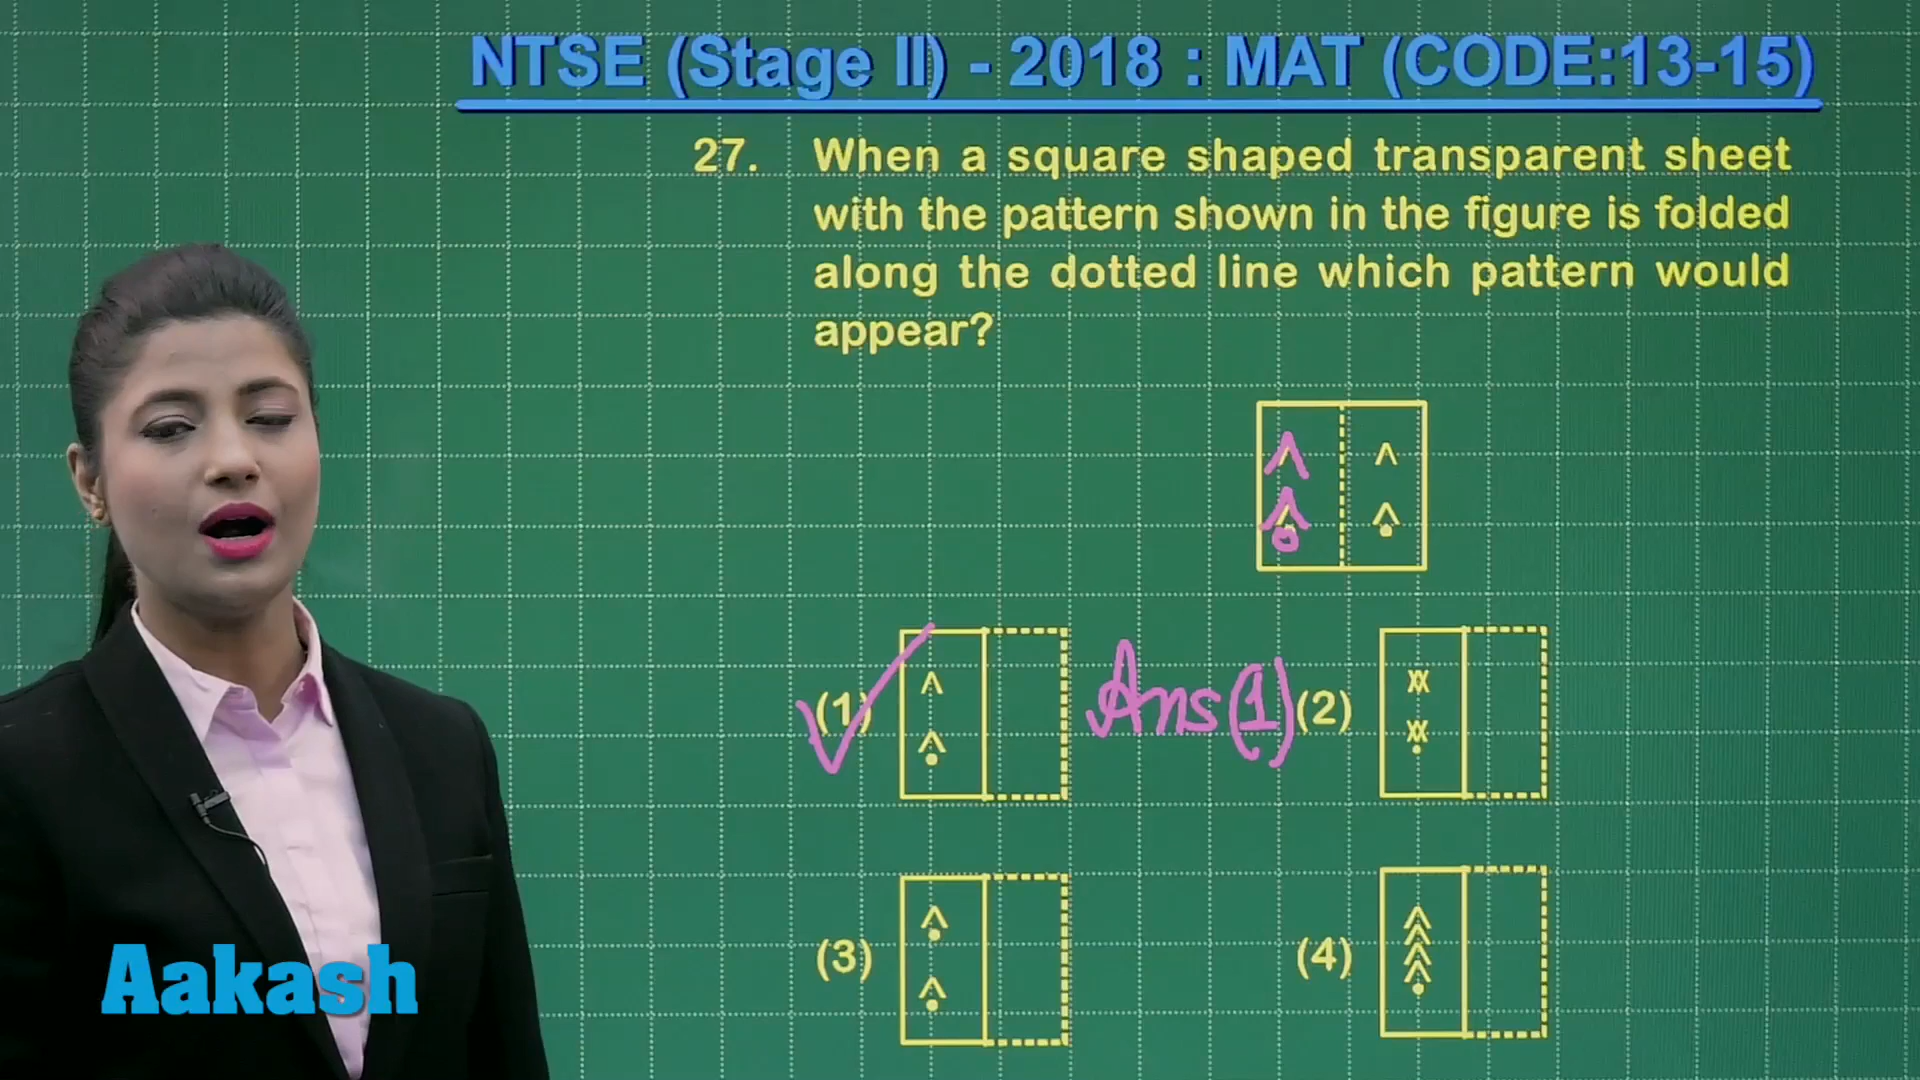 NTSE (Stage II) - 2018 : MAT (CODE:13-15)
27. When a square shaped transparent sheet
with the pattern shown in the figure is folded
along the dotted line which pattern would
appear?
(1) Ans(1) (2)
(3) (4)
Aakash